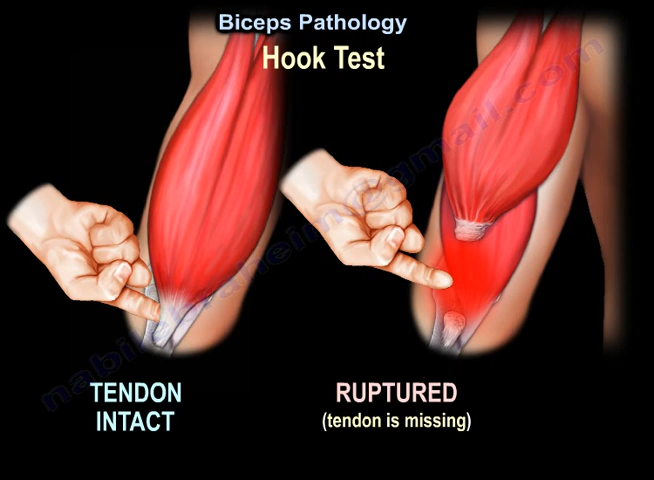 Biceps Pathology
Hook Test
TENDON
INTACT
RUPTURED
(tendon is missing)